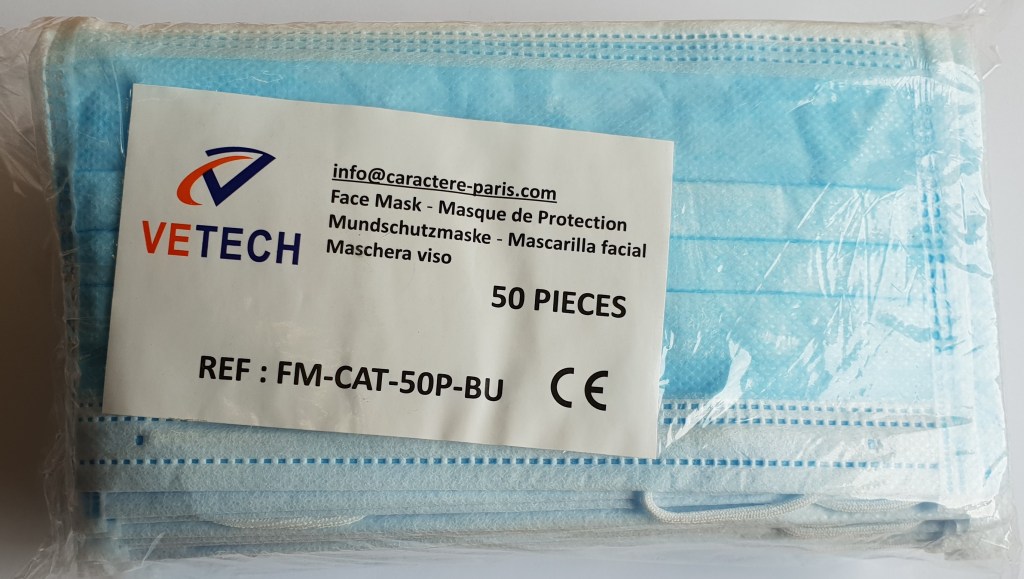 VETECH
info@caractere-paris.com
Face Mask - Masque de Protection
Mundschutzmaske - Mascarilla facial
Maschera viso
50 PIECES
REF : FM-CAT-50P-BU
CE